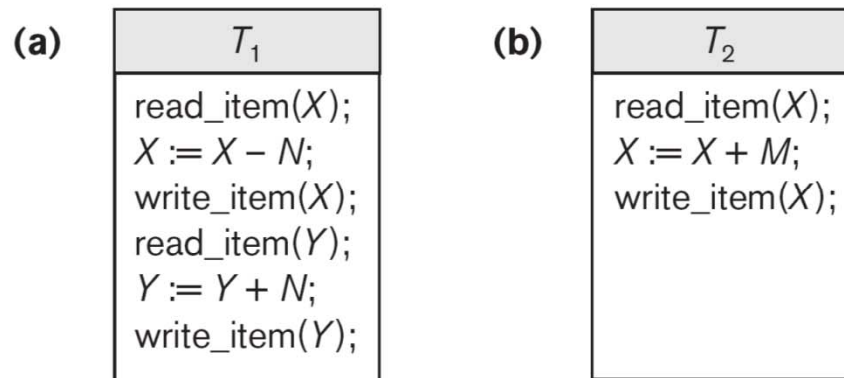 (a)
T₁
read_item(X);
X := X – N;
write_item(X);
read_item(Y);
Y := Y + N;
write_item(Y);
(b)
T₂
read_item(X);
X := X + M;
write_item(X);